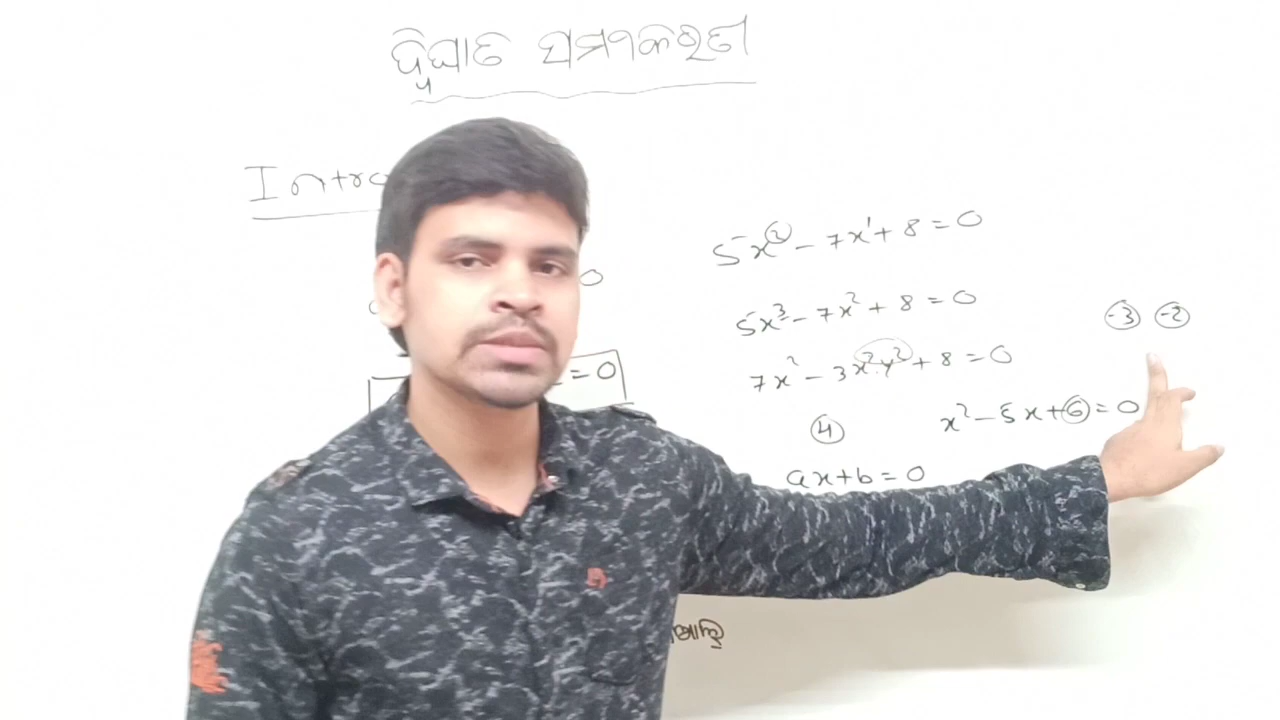 ଦ୍ୱିଘାତ ସମୀକରଣ
Intro
5x² - 7x¹ + 8 = 0
= 0
5x³ - 7x² + 8 = 0
-3 -2
7x² - 3x².y² + 8 = 0
x² - 5x + 6 = 0
4
ax + b = 0